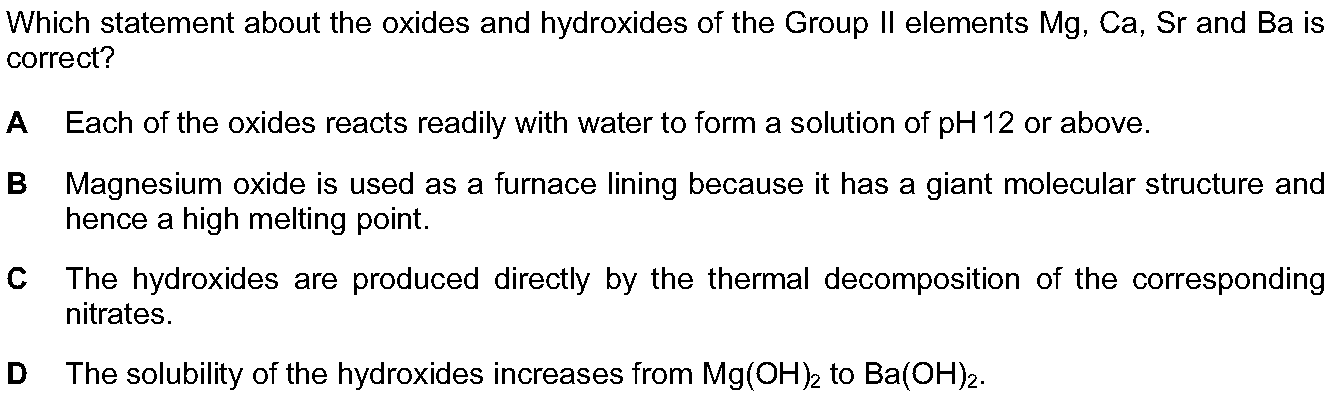 Which statement about the oxides and hydroxides of the Group II elements Mg, Ca, Sr and Ba is
correct?
A Each of the oxides reacts readily with water to form a solution of pH 12 or above.
B Magnesium oxide is used as a furnace lining because it has a giant molecular structure and
hence a high melting point.
C The hydroxides are produced directly by the thermal decomposition of the corresponding
nitrates.
D The solubility of the hydroxides increases from Mg(OH)₂ to Ba(OH)₂.